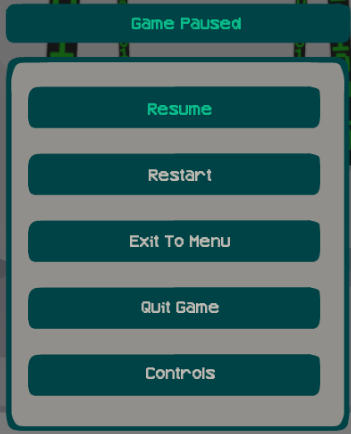 Game Paused
Resume
Restart
Exit To Menu
Quit Game
Controls